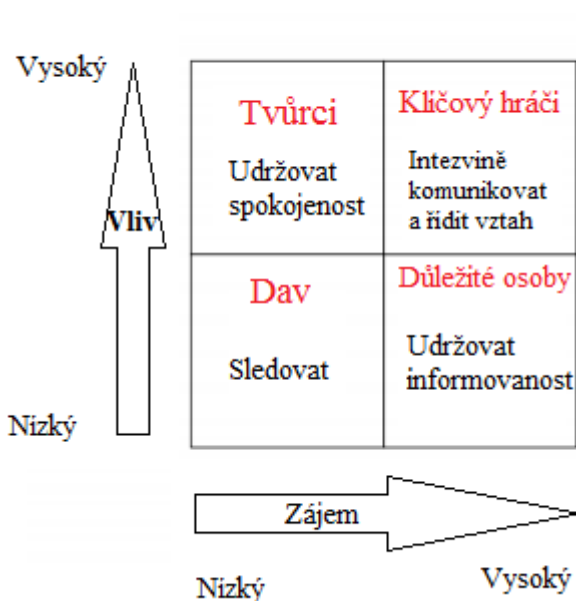 Vysoký
Tvůrci
Udržovat
spokojenost
Klíčový hráči
Intezvině
komunikovat
a řídit vztah
Vliv
Dav
Sledovat
Důležité osoby
Udržovat
informovanost
Nízký
Zájem
Nízký
Vysoký